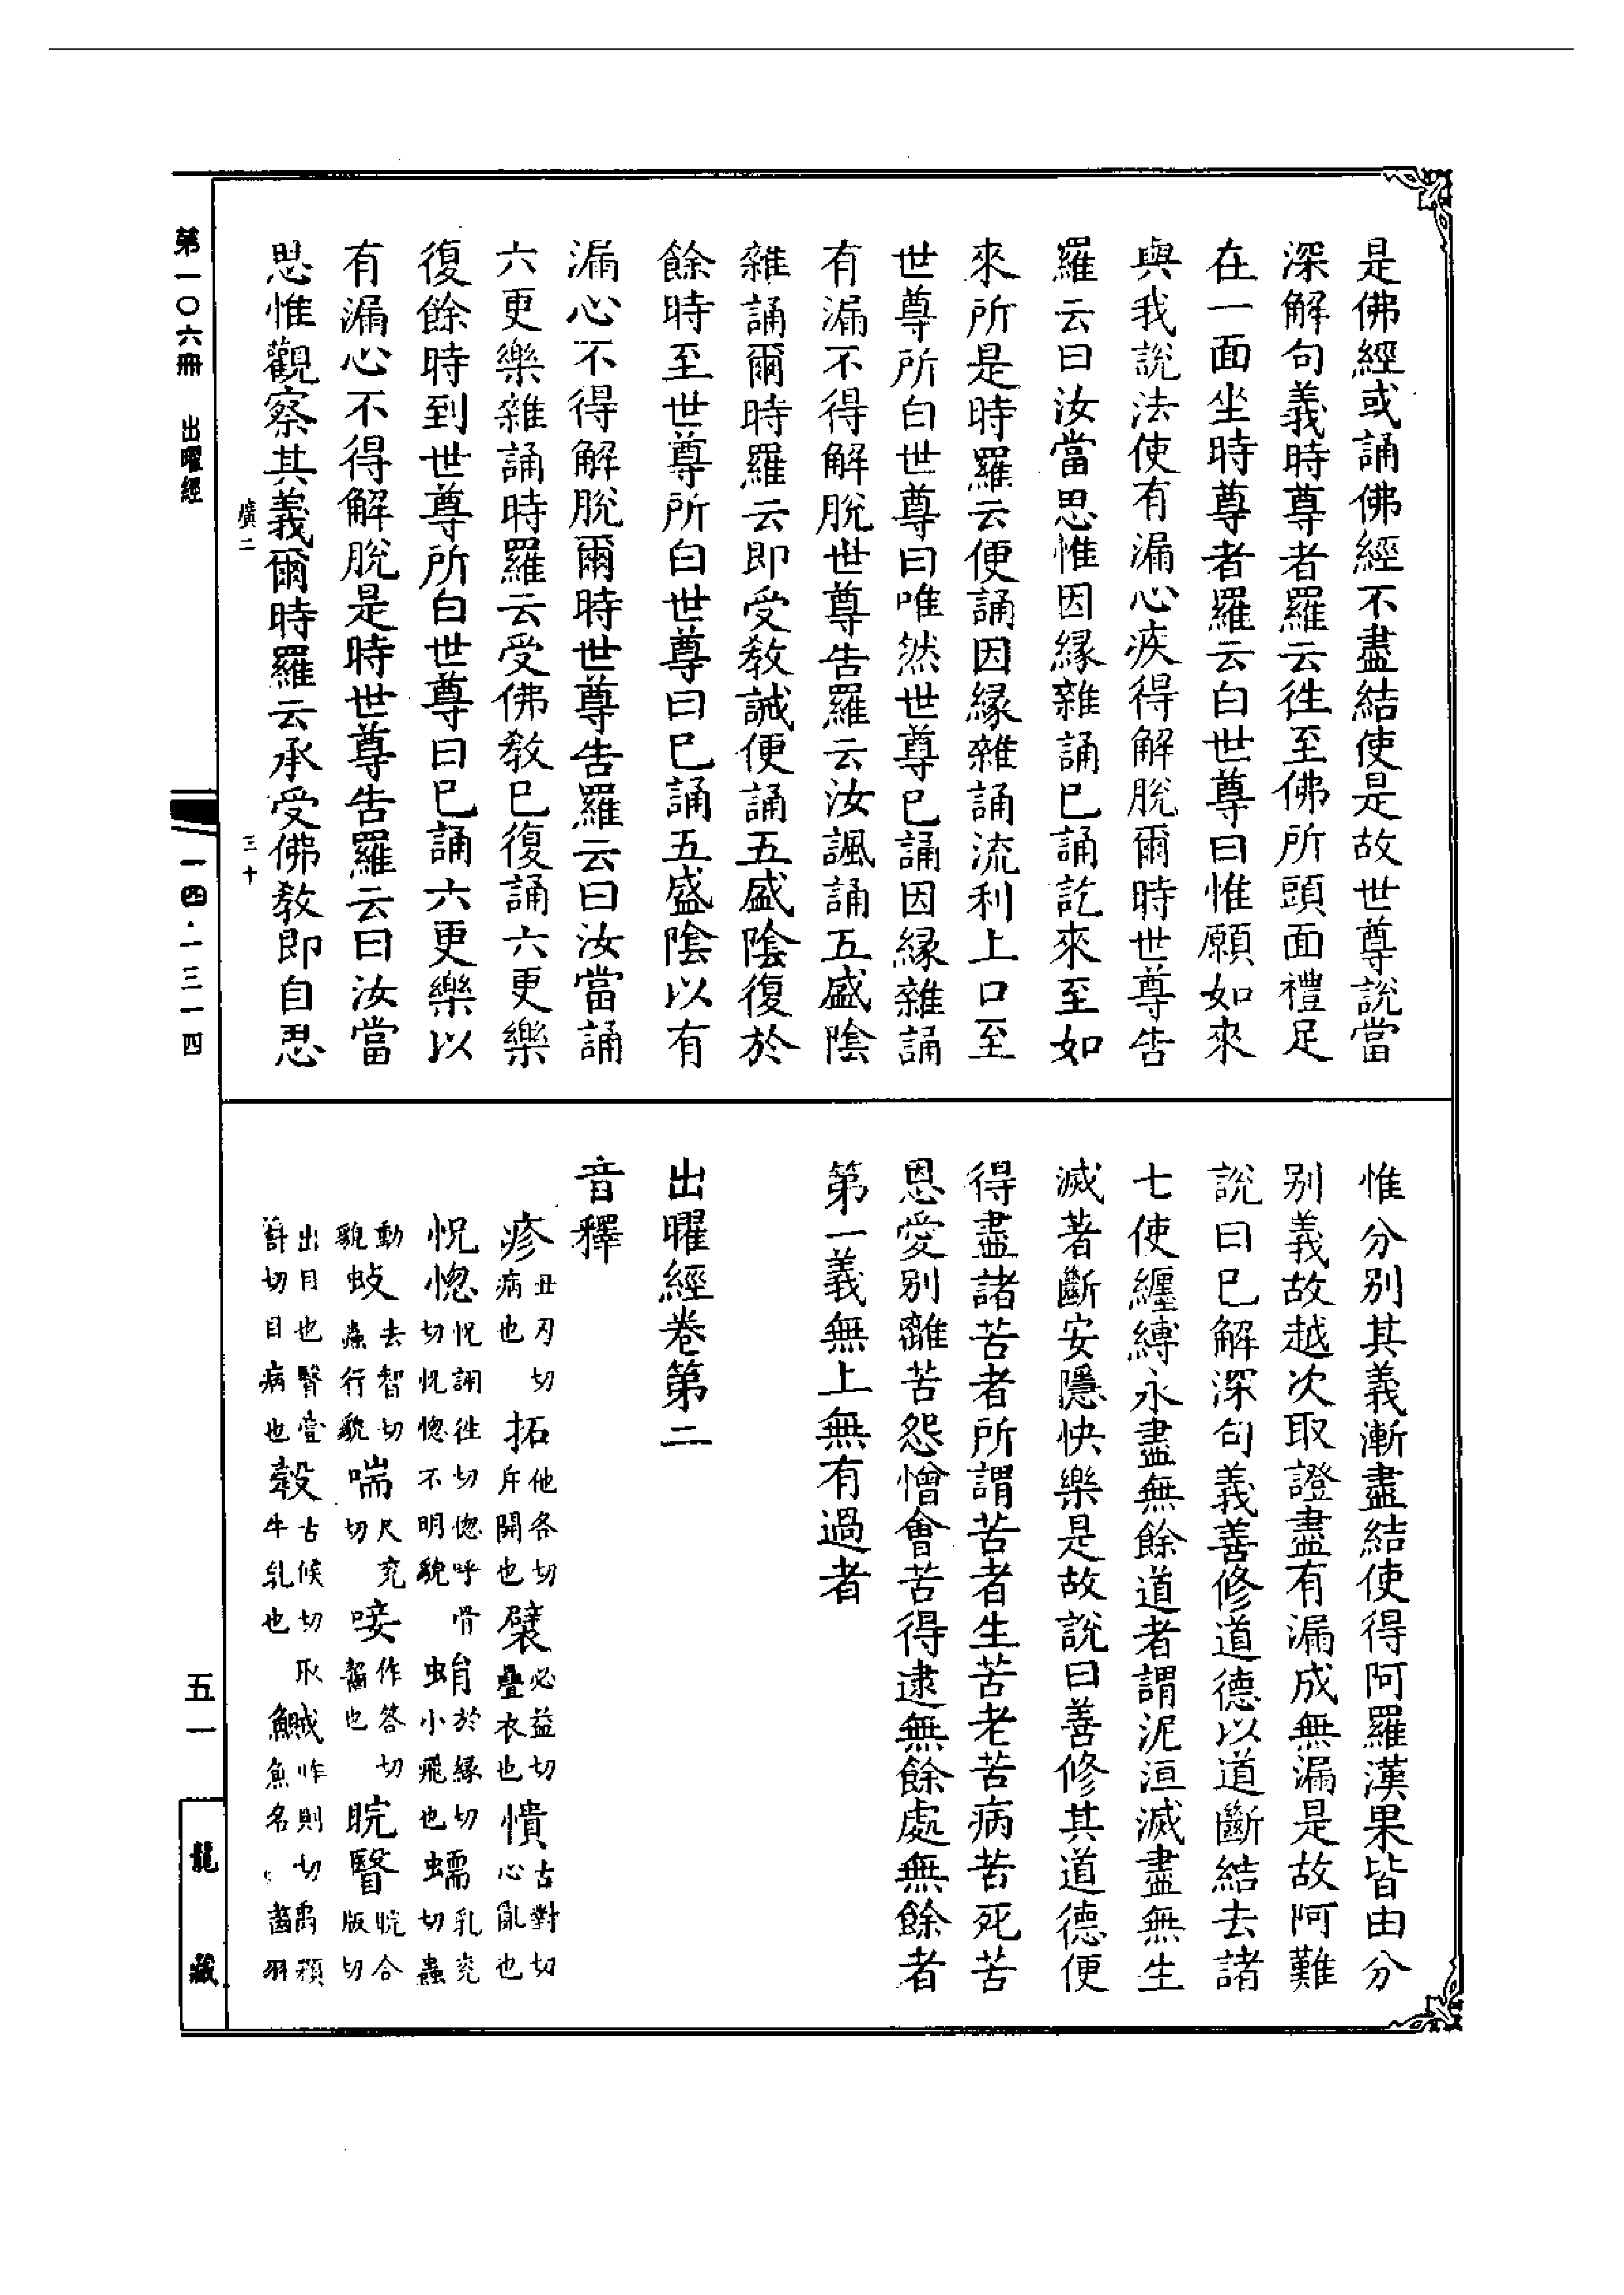 是佛經或誦佛經不盡結使是故世尊說當
深解句義時尊者羅云徃至佛所頭面禮足
在一面坐時尊者羅云白世尊曰惟願如來
與我說法使有漏心疾得解脫爾時世尊告
羅云曰汝當思惟因緣雜誦已誦訖來至如
來所是時羅云便誦因緣雜誦流利上口至
世尊所白世尊曰唯然世尊已誦因緣雜誦
有漏不得解脫世尊告羅云汝諷誦五盛陰
雜誦爾時羅云即受教誡便誦五盛陰復於
餘時至世尊所白世尊曰已誦五盛陰以有
漏心不得解脫爾時世尊告羅云曰汝當誦
六更樂雜誦時羅云受佛教已復誦六更樂
復餘時到世尊所白世尊曰已誦六更樂以
有漏心不得解脫是時世尊告羅云曰汝當
思惟觀察其義爾時羅云承受佛教即自思
惟分別其義漸盡結使得阿羅漢果皆由分
別義故越次取證盡有漏成無漏是故阿難
說曰已解深句義善修道德以道斷結去諸
七使纏縛永盡無餘道者謂泥洹滅盡無生
滅著斷安隱快樂是故說曰善修其道德便
得盡諸苦者所謂苦者生苦老苦病苦死苦
恩愛別離苦怨憎會苦得逮無餘處無餘者
第一義無上無有過者
出曜經卷第二
音釋
疹丑刃切病也 拓他各切斥開也 襞必益切疊衣也 憒古對切心亂也
怳惚怳詡徃切惚呼骨切怳惚不明貌 蜎於緣切小飛也 蠕乳兖切蟲
動貌 蚑去智切蟲行貌 喘尺兖切 唼作答切齧也 睆瞖睆合版切
出目也瞖壹計切目病也 㝅古候切取牛乳也 鰄昨則切魚名
第一〇六冊 出曜經
廣二
三十
一四·一三一四
五一
龍藏